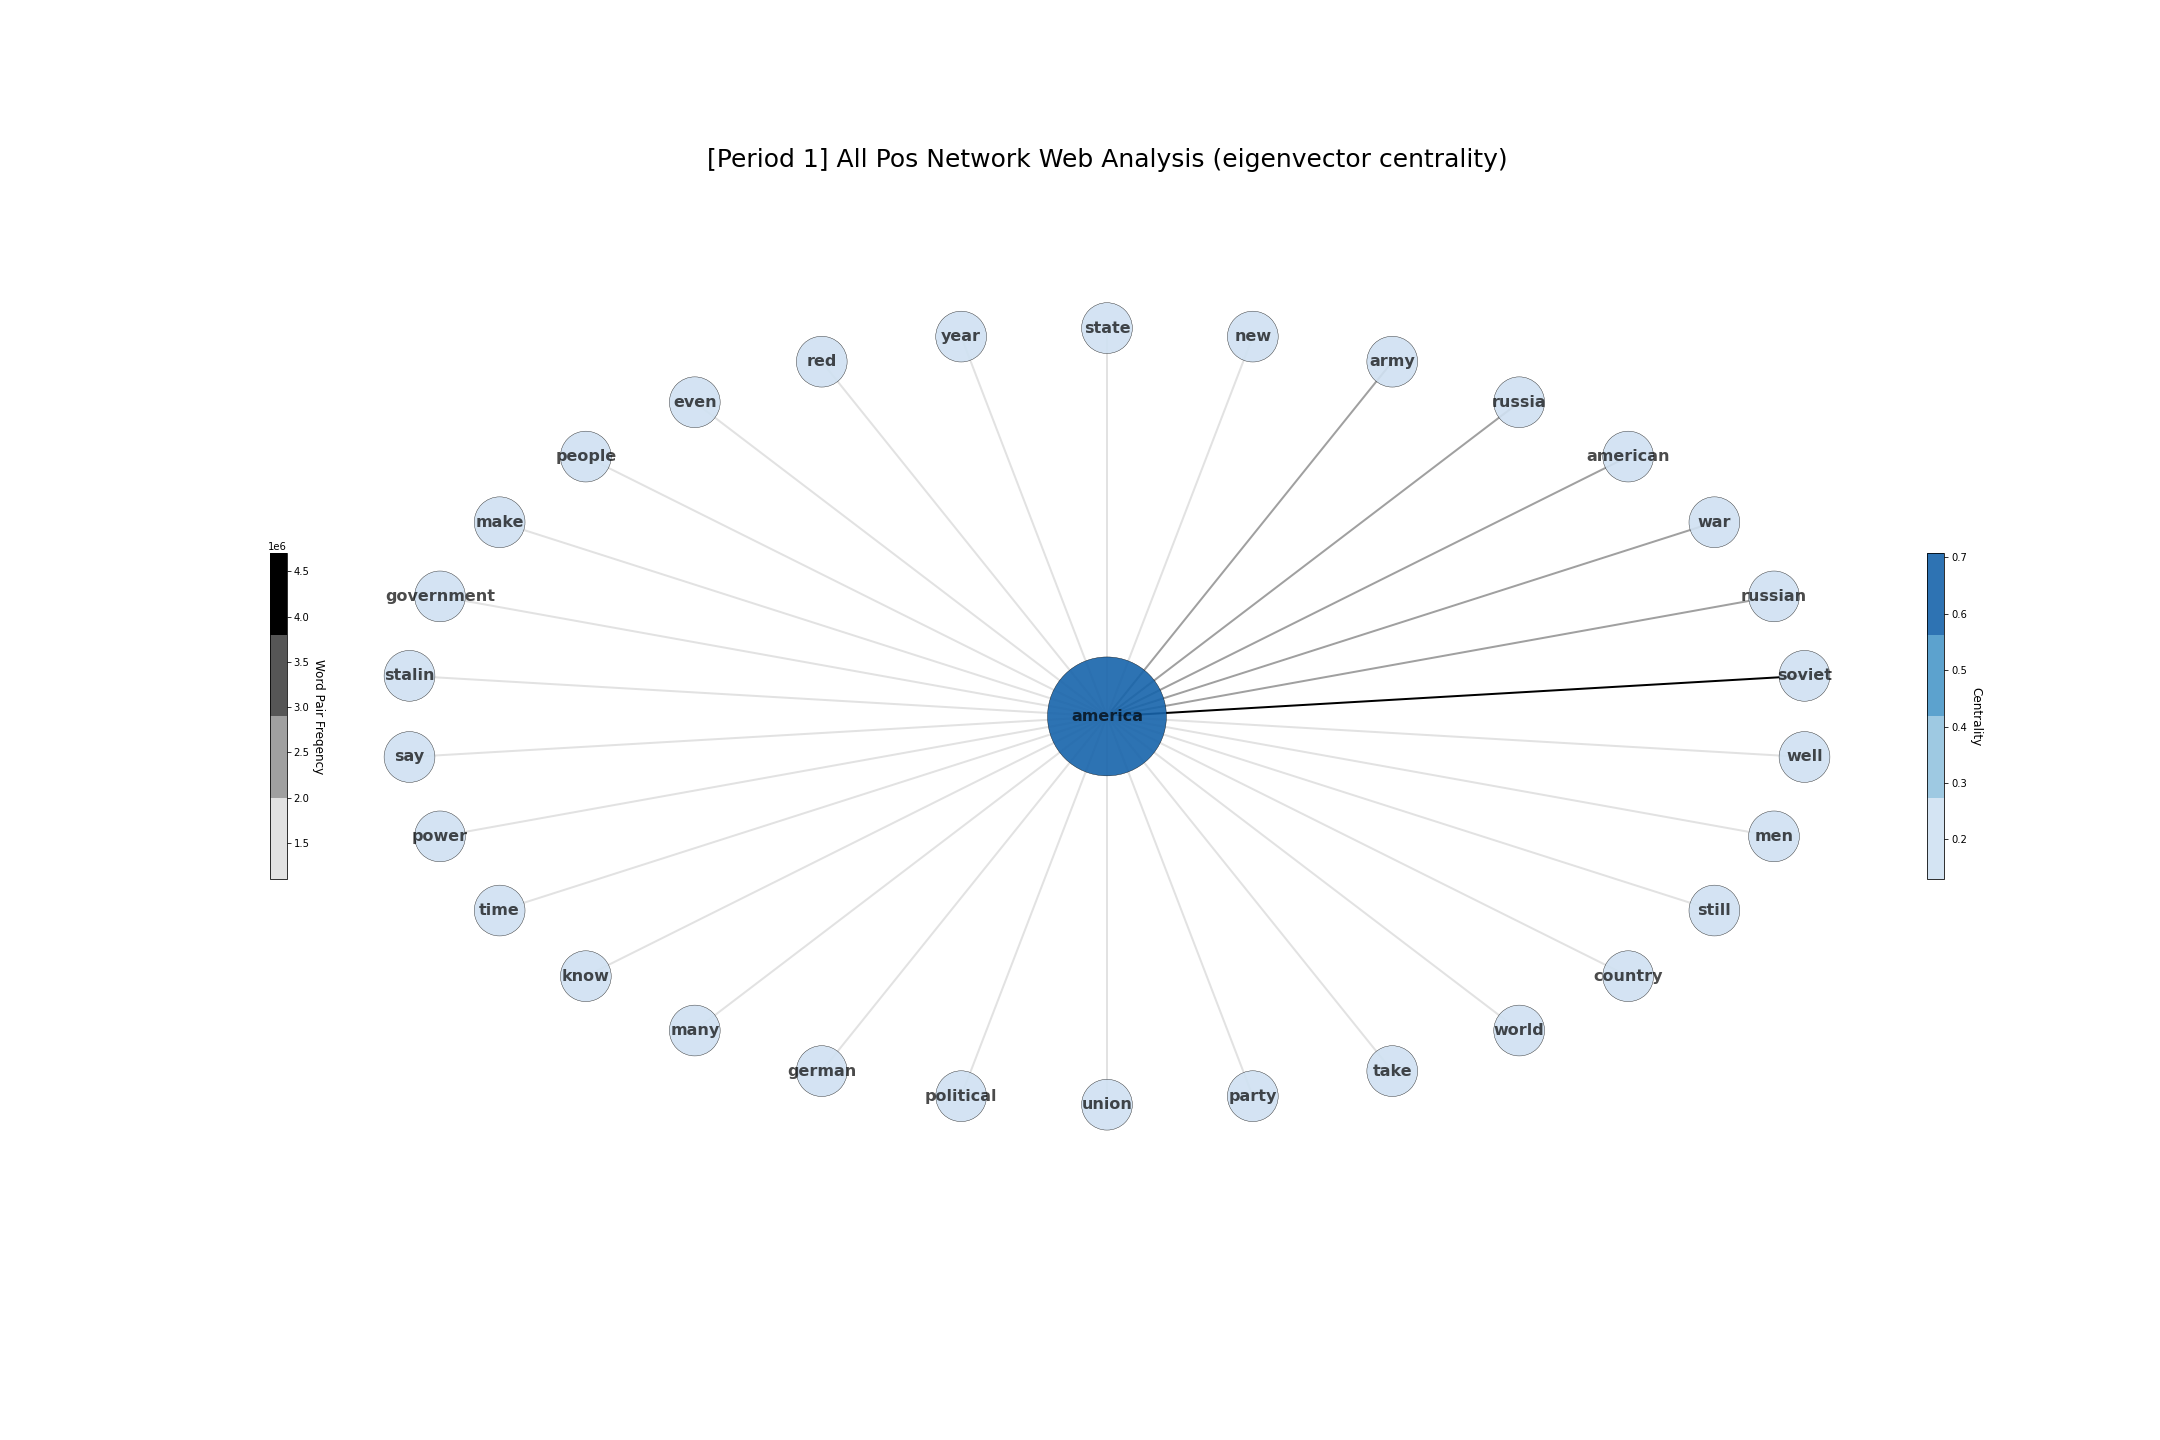 [Period 1] All Pos Network Web Analysis (eigenvector centrality)
state
year
new
red
army
even
russia
people
american
make
war
government
russian
stalin
soviet
america
say
well
power
men
time
still
know
country
many
world
german
take
political
party
union
1e6
4.5
4.0
3.5
3.0
2.5
2.0
1.5
Word Pair Freqency
0.7
0.6
0.5
0.4
0.3
0.2
Centrality